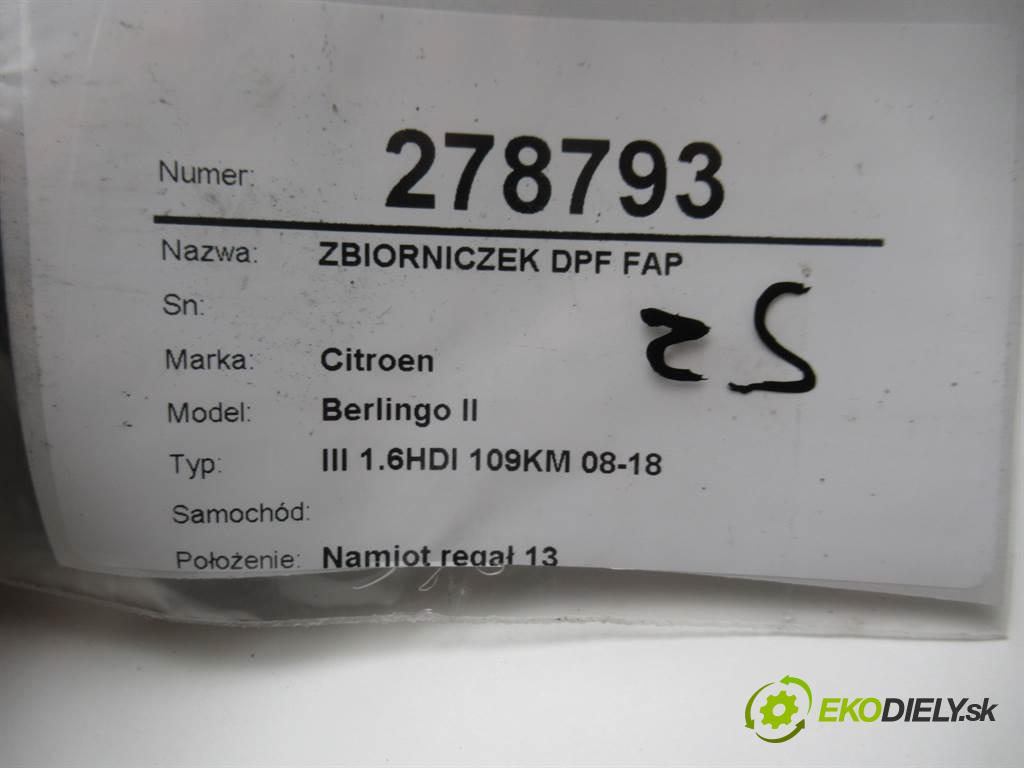 Numer: 278793
Nazwa: ZBIORNICZEK DPF FAP
Sn:
Marka: Citroen
Model: Berlingo II
Typ: III 1.6HDI 109KM 08-18
Samochód:
Położenie: Namiot regał 13
EKODIELY.sk